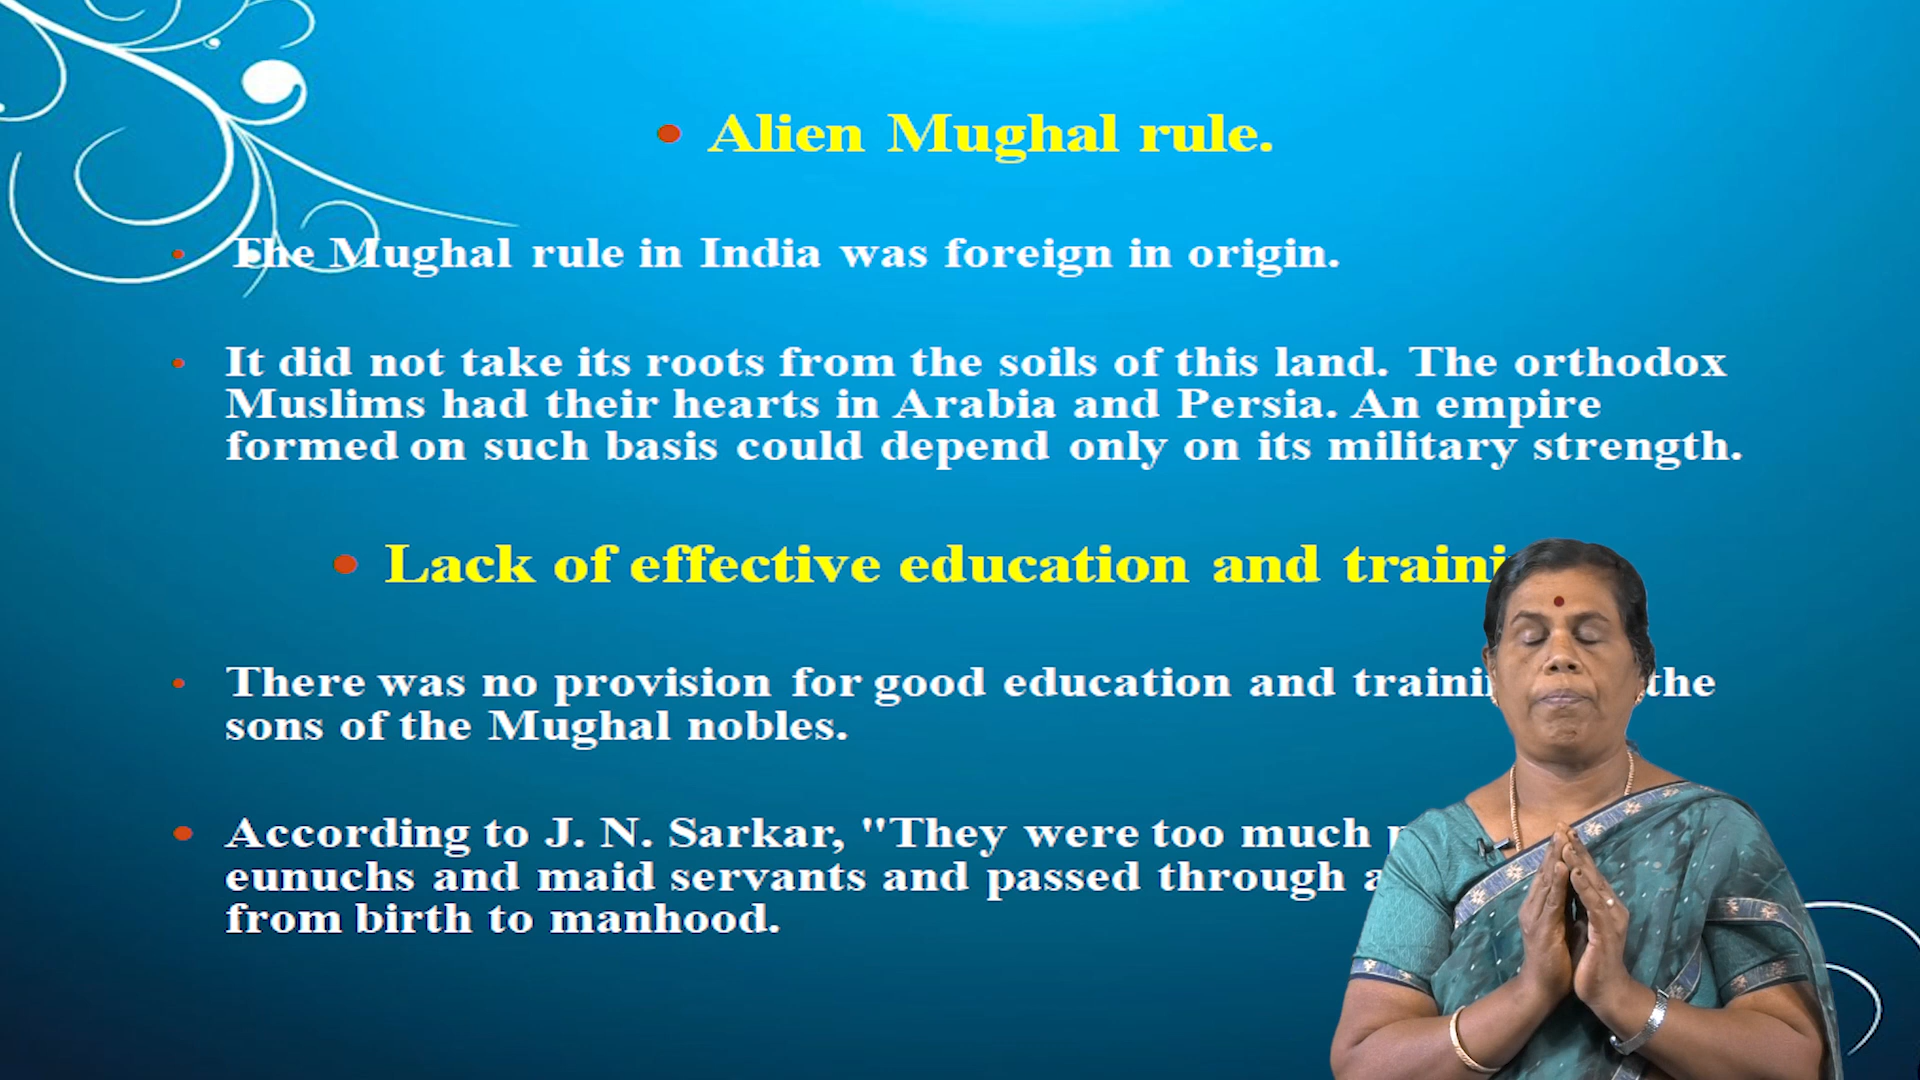 Alien Mughal rule.
The Mughal rule in India was foreign in origin.
It did not take its roots from the soils of this land. The orthodox
Muslims had their hearts in Arabia and Persia. An empire
formed on such basis could depend only on its military strength.
Lack of effective education and
There was no provision for good education and the
sons of the Mughal nobles.
According to J. N. Sarkar, "They were too much
eunuchs and maid servants and passed through
from birth to manhood.